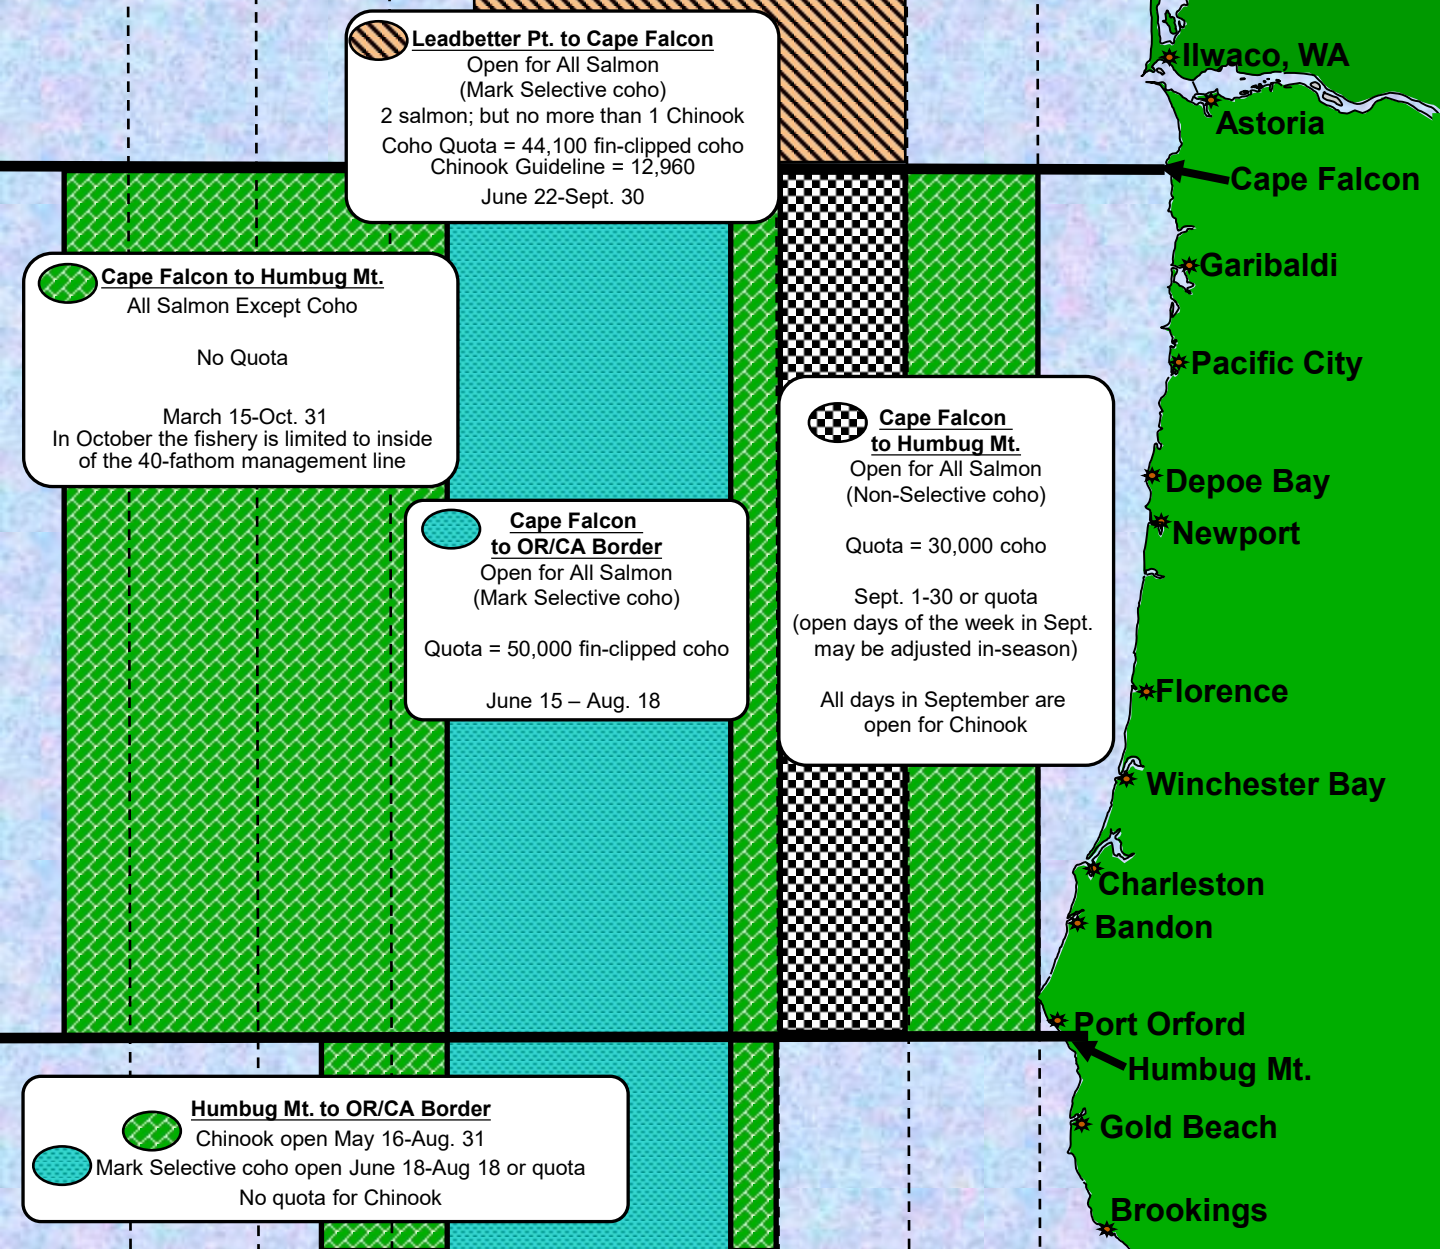 Leadbetter Pt. to Cape Falcon
Open for All Salmon
(Mark Selective coho)
2 salmon; but no more than 1 Chinook
Coho Quota = 44,100 fin-clipped coho
Chinook Guideline = 12,960
June 22-Sept. 30
Cape Falcon to Humbug Mt.
All Salmon Except Coho
No Quota
March 15-Oct. 31
In October the fishery is limited to inside
of the 40-fathom management line
Cape Falcon
to OR/CA Border
Open for All Salmon
(Mark Selective coho)
Quota = 50,000 fin-clipped coho
June 15 – Aug. 18
Cape Falcon
to Humbug Mt.
Open for All Salmon
(Non-Selective coho)
Quota = 30,000 coho
Sept. 1-30 or quota
(open days of the week in Sept.
may be adjusted in-season)
All days in September are
open for Chinook
Humbug Mt. to OR/CA Border
Chinook open May 16-Aug. 31
Mark Selective coho open June 18-Aug 18 or quota
No quota for Chinook
Ilwaco, WA
Astoria
Cape Falcon
Garibaldi
Pacific City
Depoe Bay
Newport
Florence
Winchester Bay
Charleston
Bandon
Port Orford
Humbug Mt.
Gold Beach
Brookings